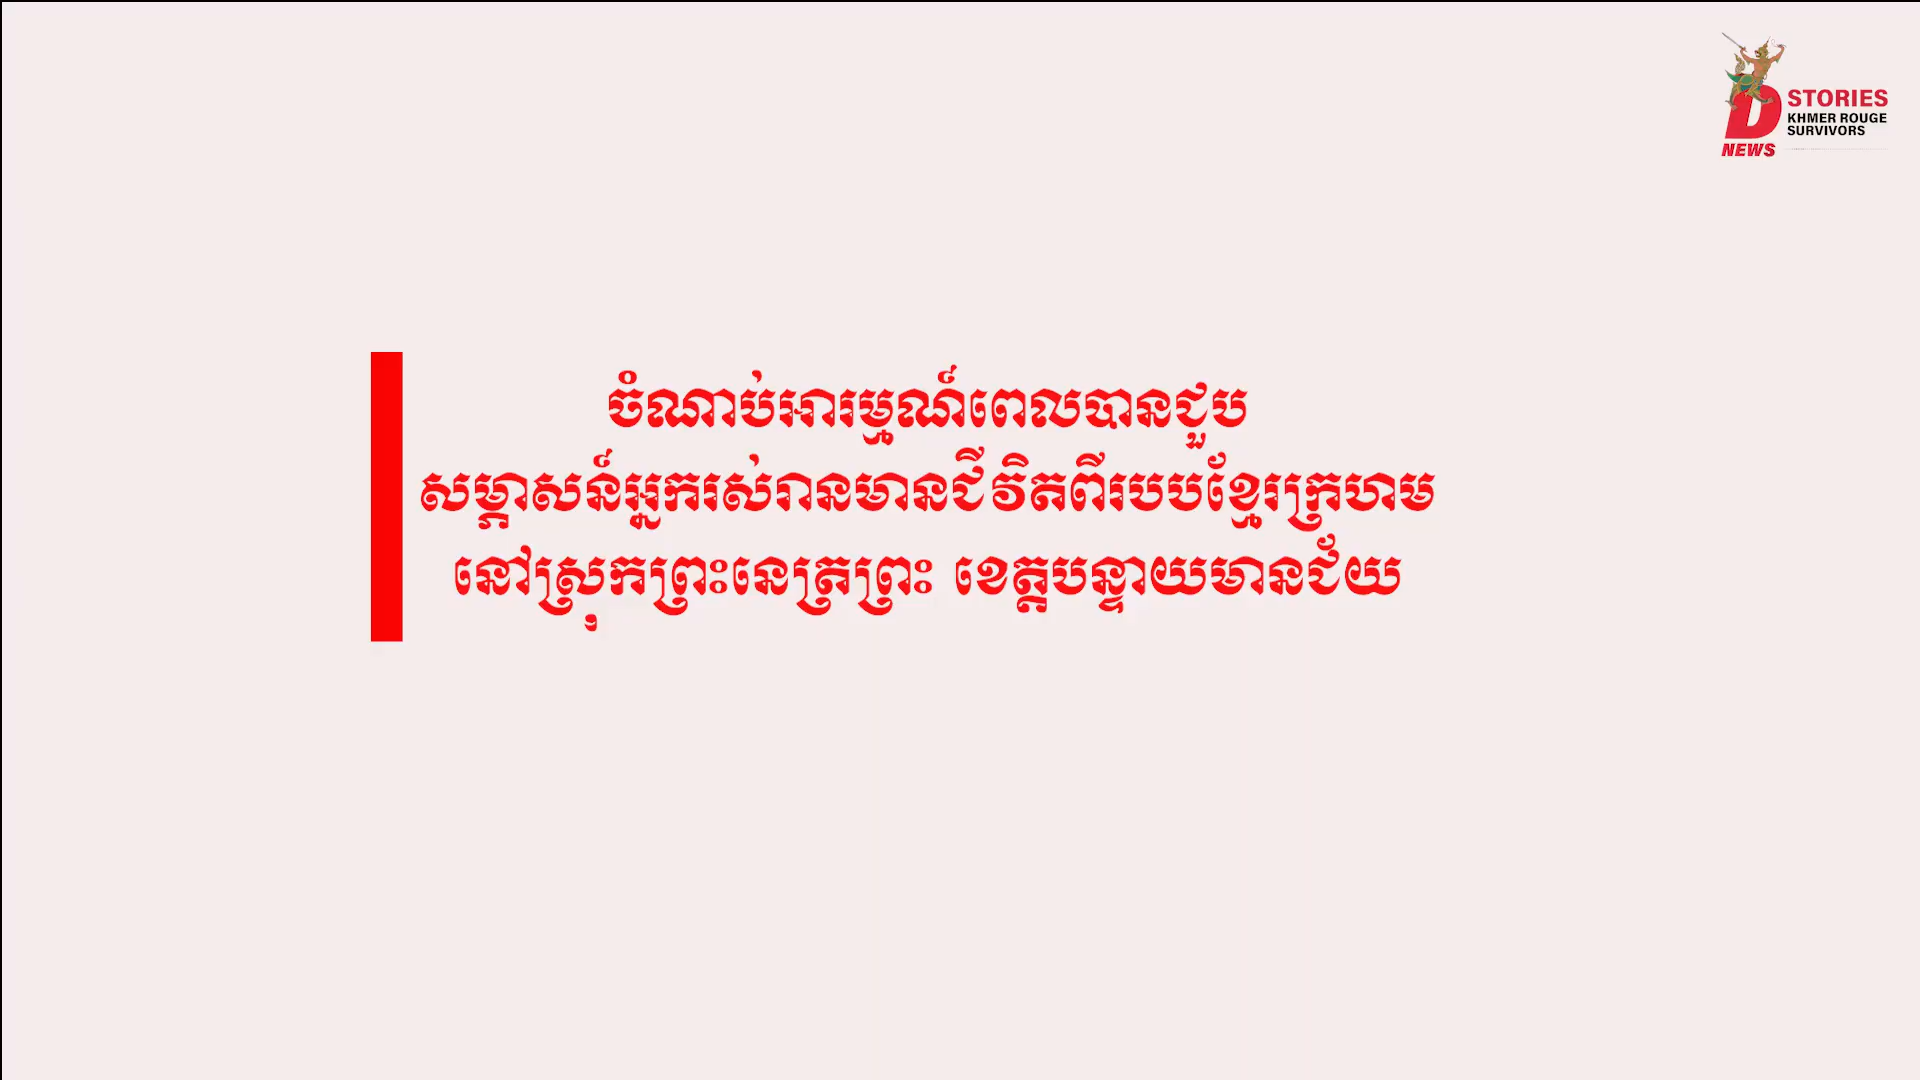 STORIES
KHMER ROUGE
SURVIVORS
D
NEWS
ចំណាប់អារម្មណ៍ពេលបានជួប
សម្ភាសន៍អ្នករស់រានមានជីវិតពីរបបខ្មែរក្រហម
នៅស្រុកព្រះនេត្រព្រះ ខេត្តបន្ទាយមានជ័យ